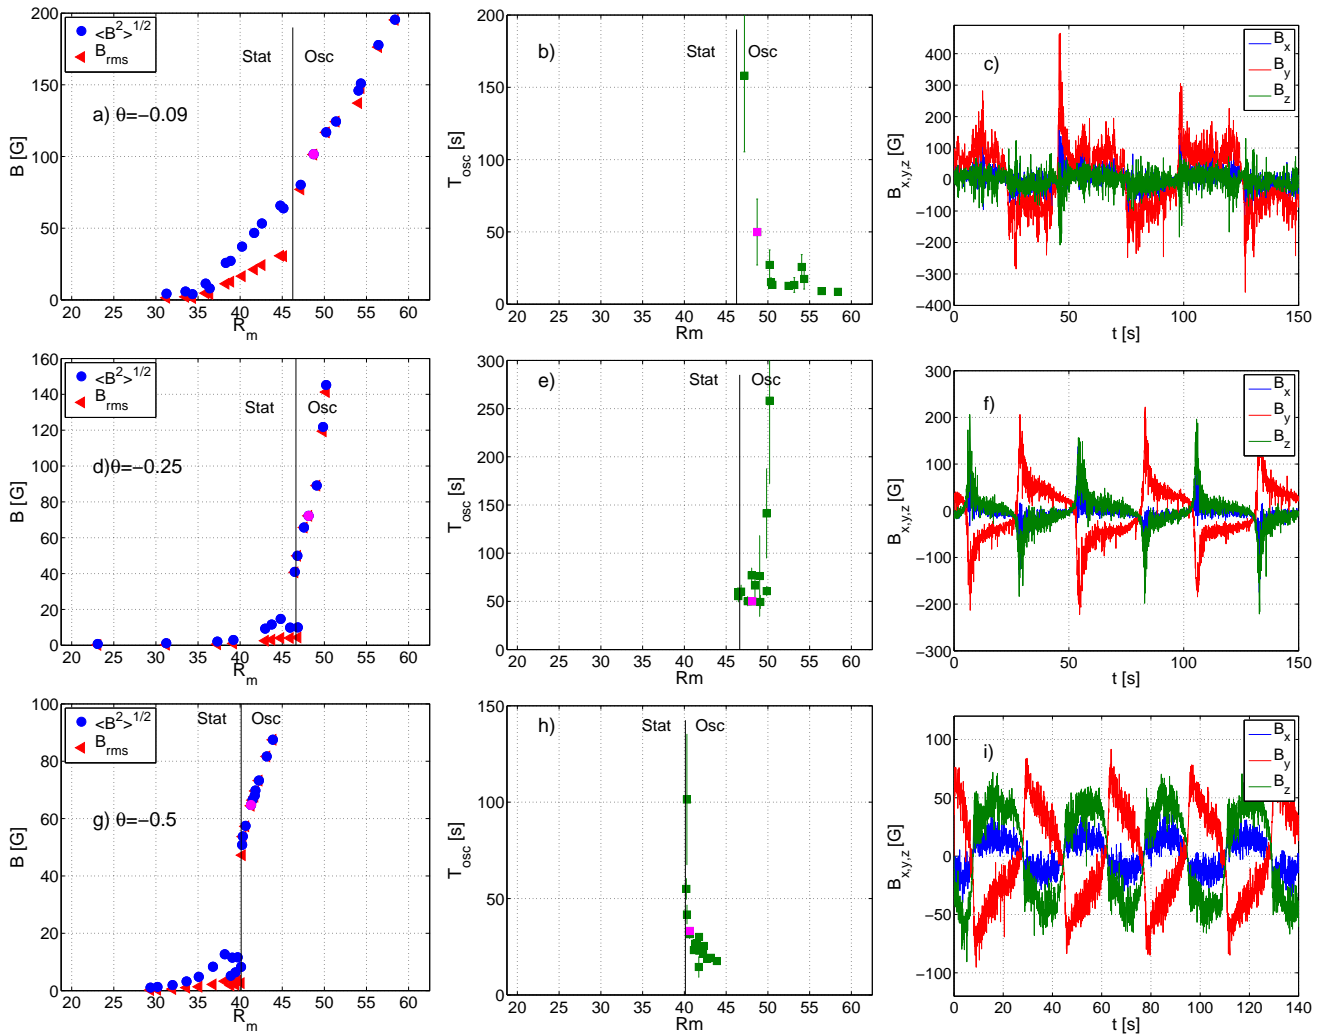 <B²>^1/2
B_rms
Stat Osc
a) θ=−0.09
B [G]
200
150
100
50
0
20 25 30 35 40 45 50 55 60
R_m
b)
Stat Osc
T_osc [s]
200
150
100
50
0
20 25 30 35 40 45 50 55 60
Rm
c)
B_x
B_y
B_z
B_x,y,z [G]
400
300
200
100
0
−100
−200
−300
−400
0 50 100 150
t [s]
<B²>^1/2
B_rms
Stat Osc
d)θ=−0.25
B [G]
160
140
120
100
80
60
40
20
0
20 25 30 35 40 45 50 55 60
R_m
e)
Stat Osc
T_osc [s]
300
250
200
150
100
50
0
20 25 30 35 40 45 50 55 60
Rm
f)
B_x
B_y
B_z
B_x,y,z [G]
300
200
100
0
−100
−200
−300
0 50 100 150
t [s]
<B²>^1/2
B_rms
Stat Osc
g) θ=−0.5
B [G]
100
80
60
40
20
0
20 25 30 35 40 45 50 55 60
R_m
h)
Stat Osc
T_osc [s]
150
100
50
0
20 25 30 35 40 45 50 55 60
Rm
i)
B_x
B_y
B_z
B_x,y,z [G]
100
50
0
−50
−100
0 20 40 60 80 100 120 140
t [s]